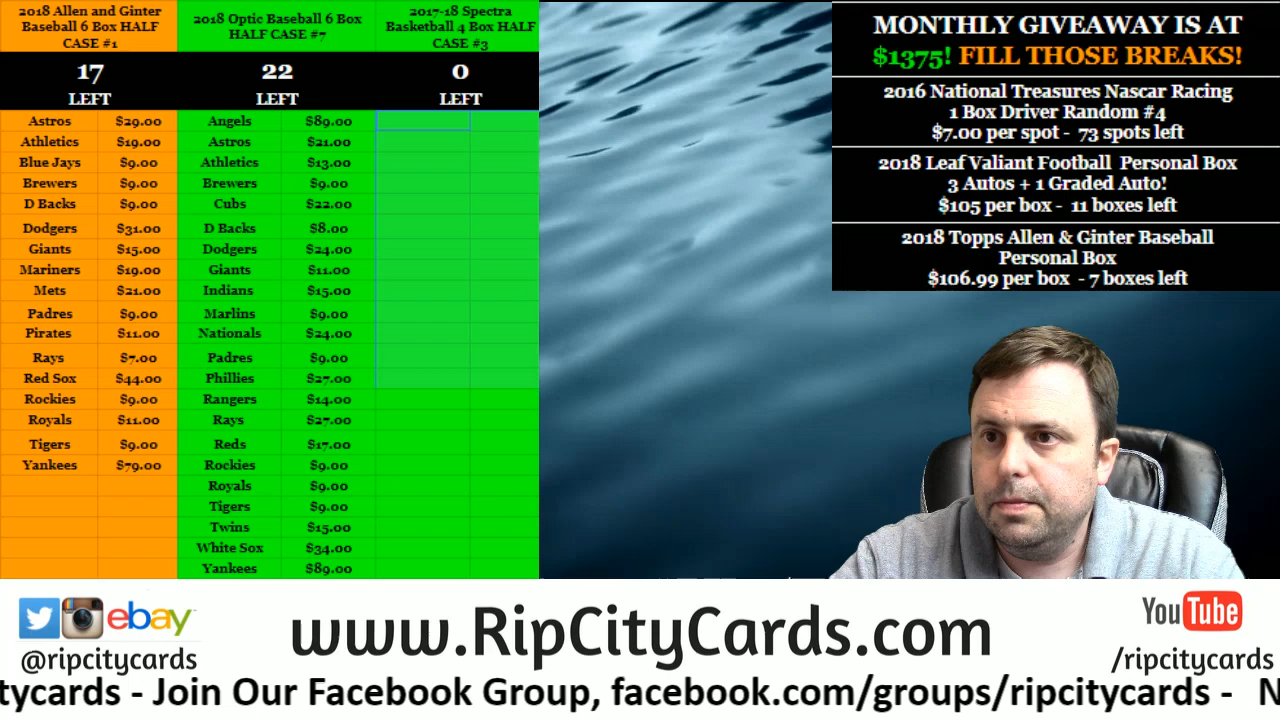 2018 Allen and Ginter
Baseball 6 Box HALF
CASE #1
17
LEFT
Astros $29.00
Athletics $19.00
Blue Jays $9.00
Brewers $9.00
D Backs $9.00
Dodgers $31.00
Giants $15.00
Mariners $19.00
Mets $21.00
Padres $9.00
Pirates $11.00
Rays $7.00
Red Sox $44.00
Rockies $9.00
Royals $11.00
Tigers $9.00
Yankees $79.00
2018 Optic Baseball 6 Box
HALF CASE #7
22
LEFT
Angels $89.00
Astros $21.00
Athletics $13.00
Brewers $9.00
Cubs $22.00
D Backs $8.00
Dodgers $24.00
Giants $11.00
Indians $15.00
Marlins $9.00
Nationals $24.00
Padres $9.00
Phillies $27.00
Rangers $14.00
Rays $27.00
Reds $17.00
Rockies $9.00
Royals $9.00
Tigers $9.00
Twins $15.00
White Sox $34.00
Yankees $89.00
2017-18 Spectra
Basketball 4 Box HALF
CASE #3
0
LEFT
MONTHLY GIVEAWAY IS AT
$1375! FILL THOSE BREAKS!
2016 National Treasures Nascar Racing
1 Box Driver Random #4
$7.00 per spot - 73 spots left
2018 Leaf Valiant Football Personal Box
3 Autos + 1 Graded Auto!
$105 per box - 11 boxes left
2018 Topps Allen & Ginter Baseball
Personal Box
$106.99 per box - 7 boxes left
ebay
@ripcitycards
www.RipCityCards.com
YouTube
/ripcitycards
tycards - Join Our Facebook Group, facebook.com/groups/ripcitycards - N